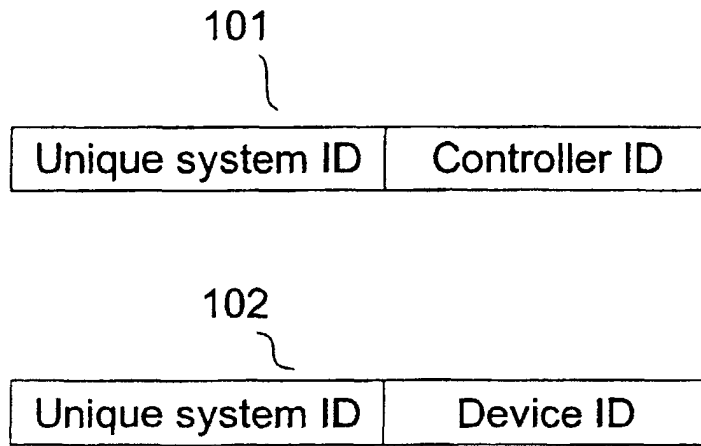 101
Unique system ID Controller ID
102
Unique system ID Device ID